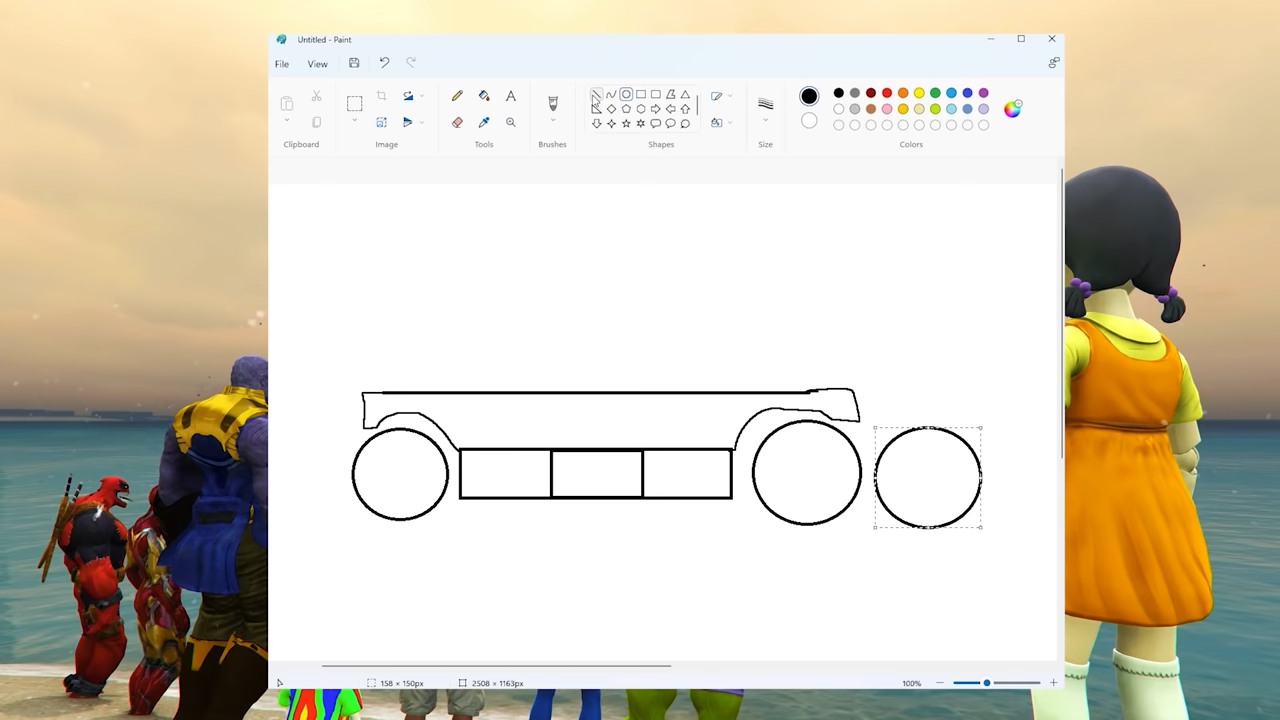 Untitled - Paint
File View
Clipboard Image Tools Brushes Shapes Size Colors
158 × 150px 2508 × 1163px 100%